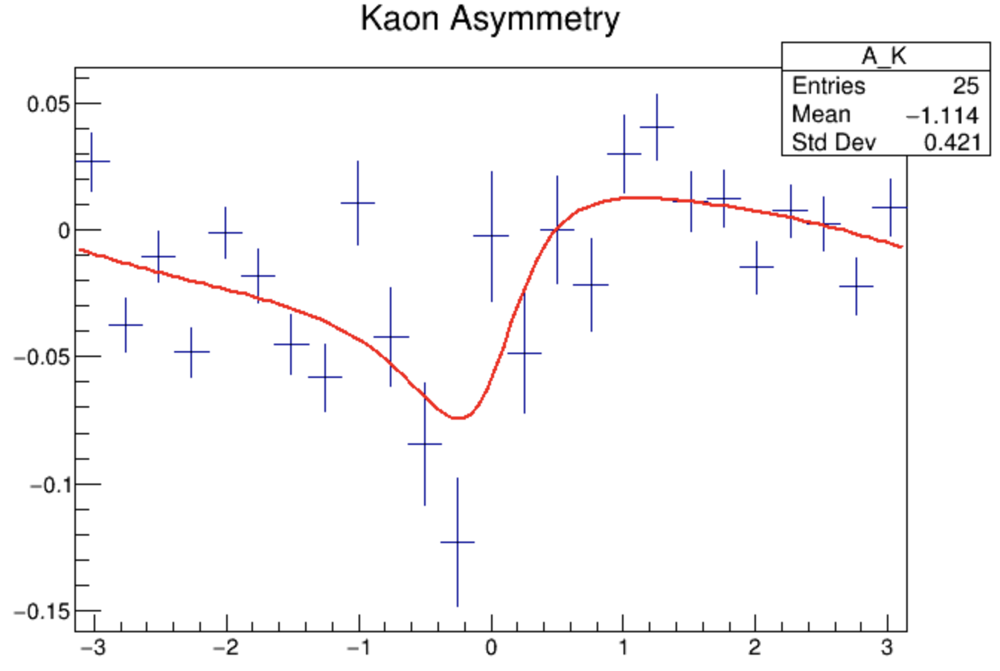 Kaon Asymmetry
A_K
Entries 25
Mean −1.114
Std Dev 0.421
0.05
0
−0.05
−0.1
−0.15
−3 −2 −1 0 1 2 3